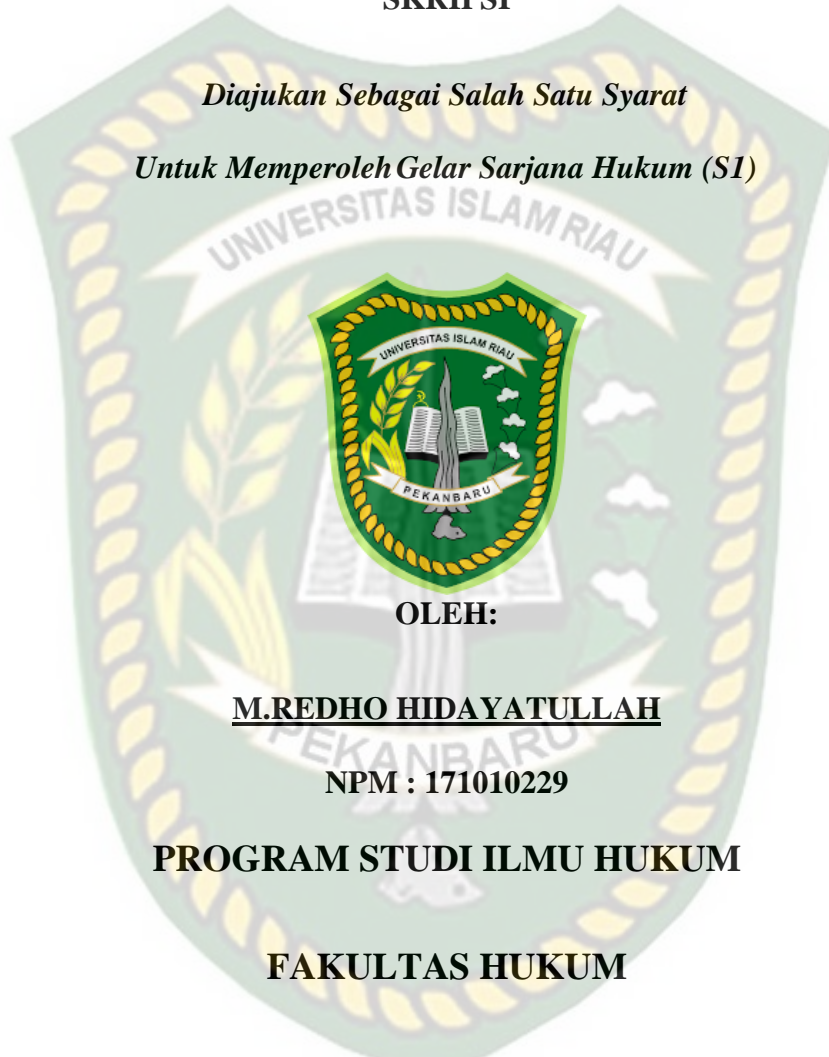 SKRIPSI
Diajukan Sebagai Salah Satu Syarat
Untuk Memperoleh Gelar Sarjana Hukum (S1)
UNIVERSITAS ISLAM RIAU
UNIVERSITAS ISLAM RIAU
PEKANBARU
OLEH:
M.REDHO HIDAYATULLAH
PEKANBARU
NPM : 171010229
PROGRAM STUDI ILMU HUKUM
FAKULTAS HUKUM